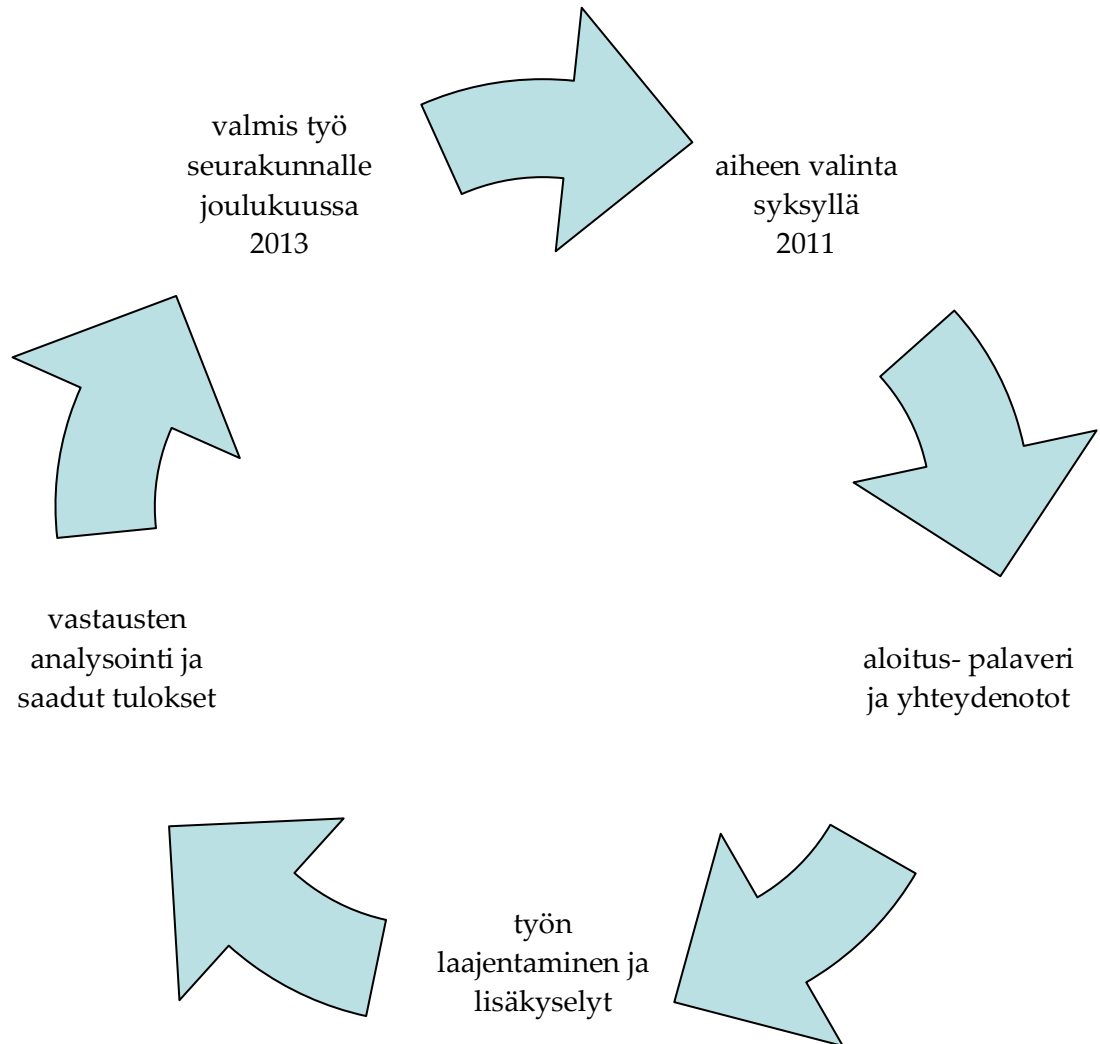 valmis työ
seurakunnalle
joulukuussa
2013
aiheen valinta
syksyllä
2011
aloitus- palaveri
ja yhteydenotot
työn
laajentaminen ja
lisäkyselyt
vastausten
analysointi ja
saadut tulokset